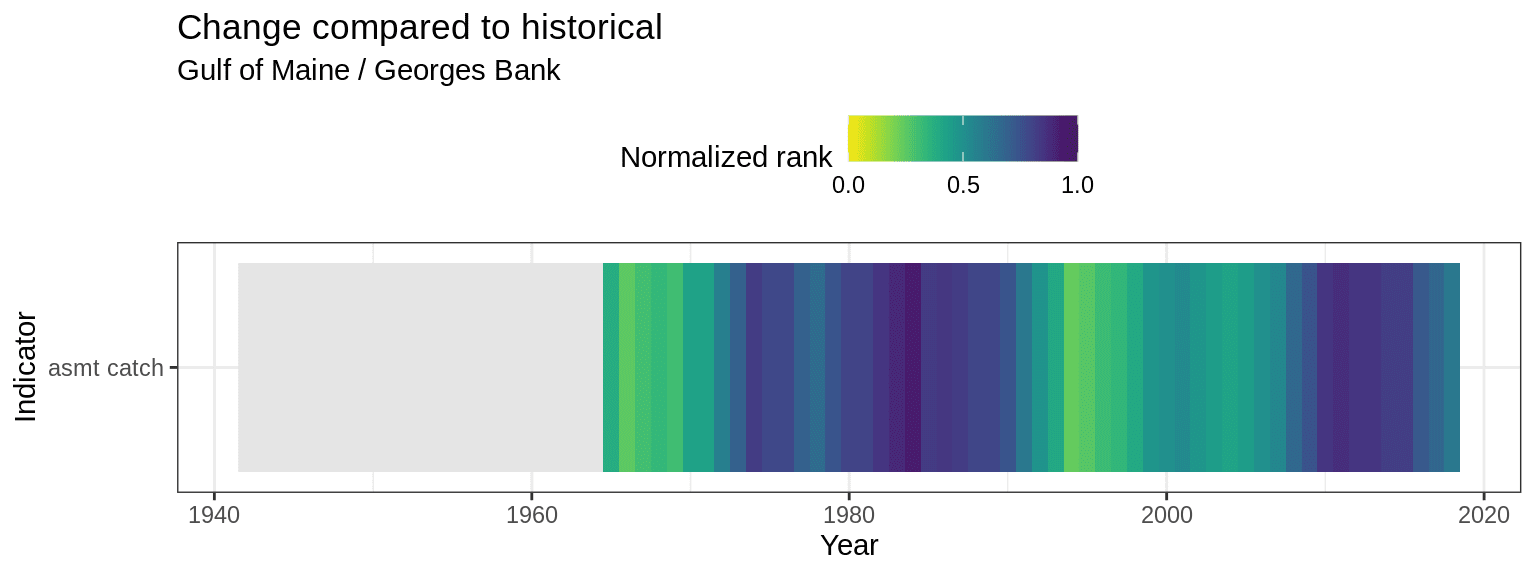 Change compared to historical
Gulf of Maine / Georges Bank
Normalized rank
0.0 0.5 1.0
Indicator
asmt catch
1940 1960 1980 2000 2020
Year